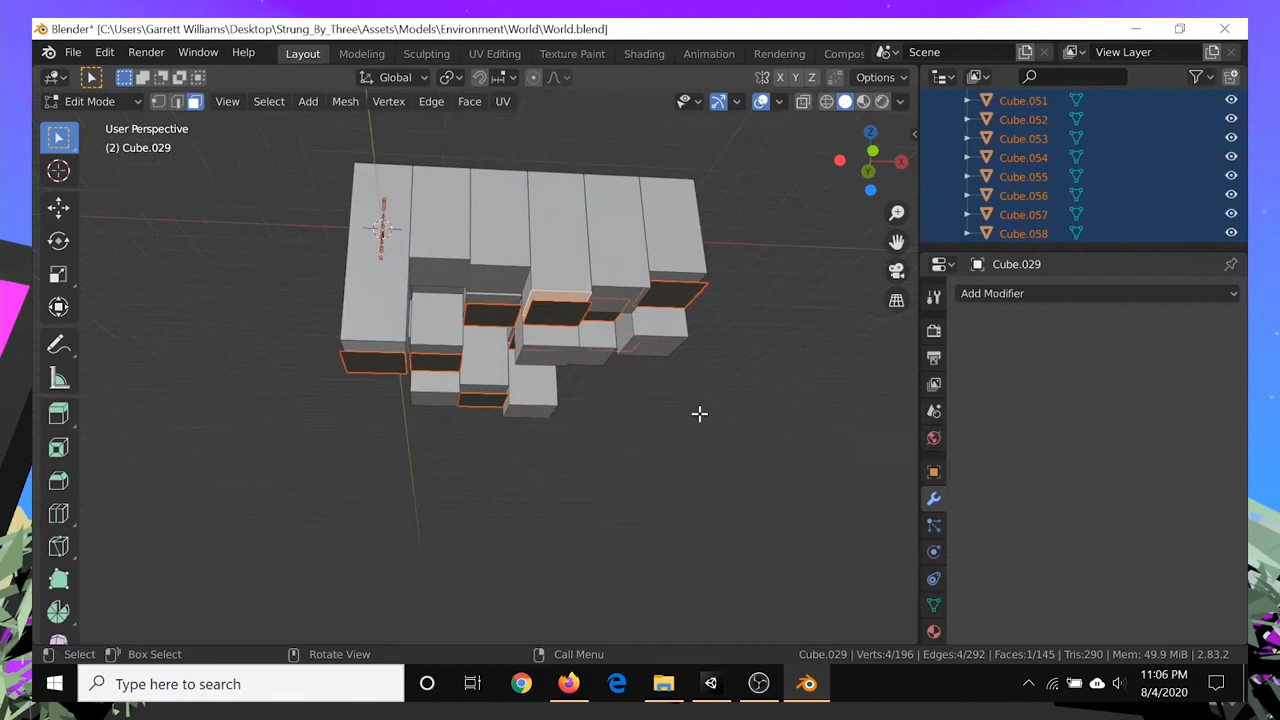 Blender* [C:\Users\Garrett Williams\Desktop\Strung_By_Three\Assets\Models\Environment\World\World.blend]
File Edit Render Window Help Layout Modeling Sculpting UV Editing Texture Paint Shading Animation Rendering Compos Scene View Layer
Global X Y Z Options
Edit Mode View Select Add Mesh Vertex Edge Face UV
User Perspective
(2) Cube.029
Z
X
Y
Cube.051
Cube.052
Cube.053
Cube.054
Cube.055
Cube.056
Cube.057
Cube.058
Cube.029
Add Modifier
Select Box Select Rotate View Call Menu Cube.029 | Verts:4/196 | Edges:4/292 | Faces:1/145 | Tris:290 | Mem: 49.9 MiB | 2.83.2
Type here to search
11:06 PM
8/4/2020